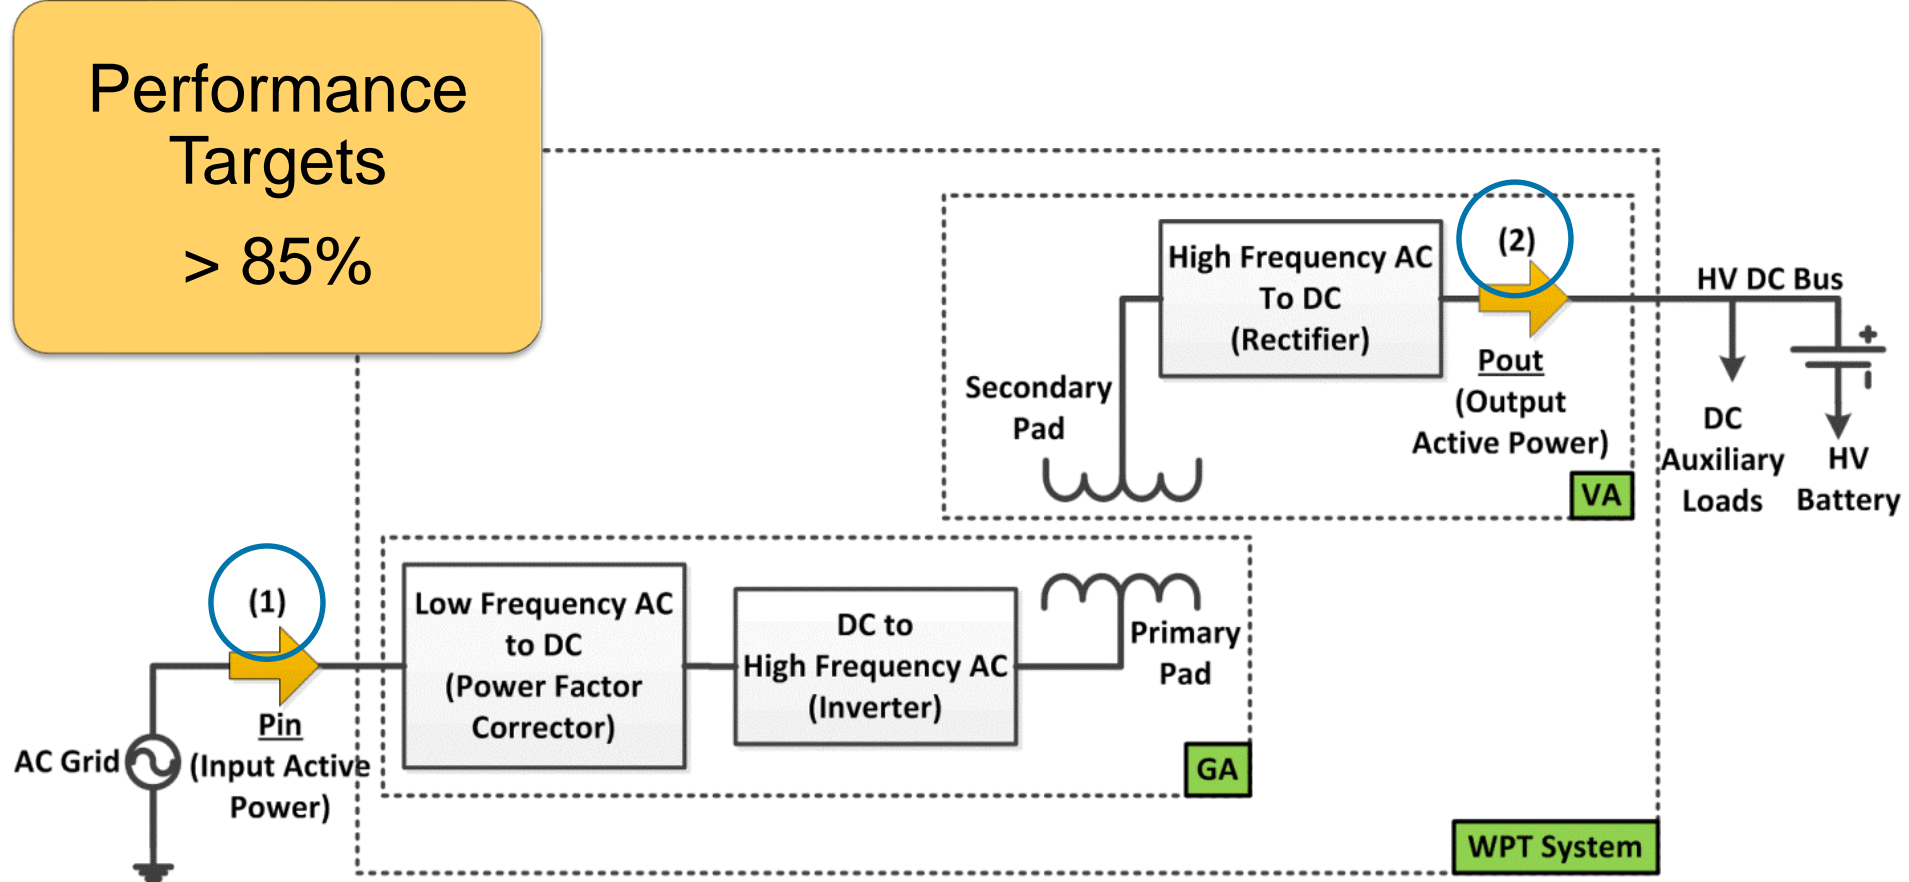 Performance
Targets
> 85%
(2)
High Frequency AC
To DC
(Rectifier)
HV DC Bus
+
-
Pout
(Output
Active Power)
Secondary
Pad
DC
Auxiliary
Loads
HV
Battery
VA
(1)
Low Frequency AC
to DC
(Power Factor
Corrector)
DC to
High Frequency AC
(Inverter)
Primary
Pad
Pin
(Input Active
Power)
AC Grid
GA
WPT System